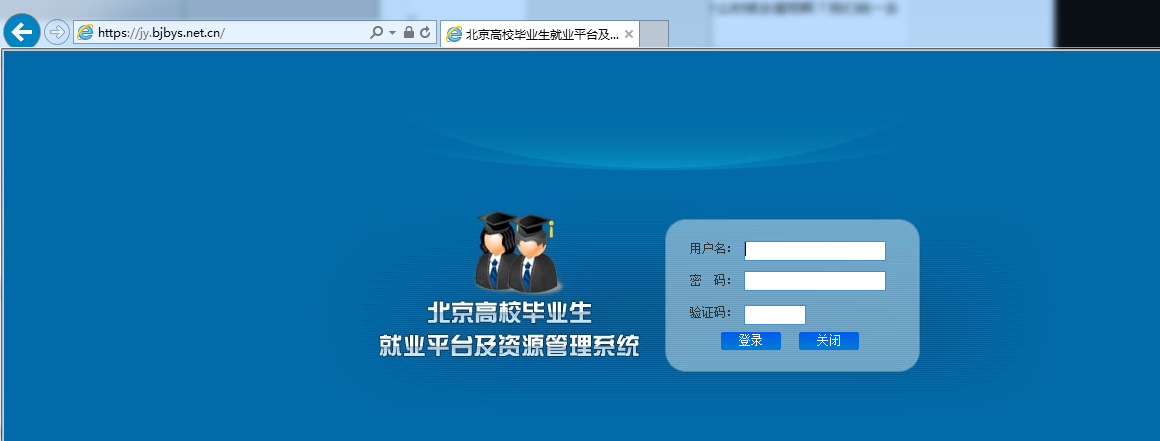 https://jy.bjbys.net.cn/
北京高校毕业生就业平台及...
用户名:
密 码:
验证码:
登录 关闭
北京高校毕业生
就业平台及资源管理系统